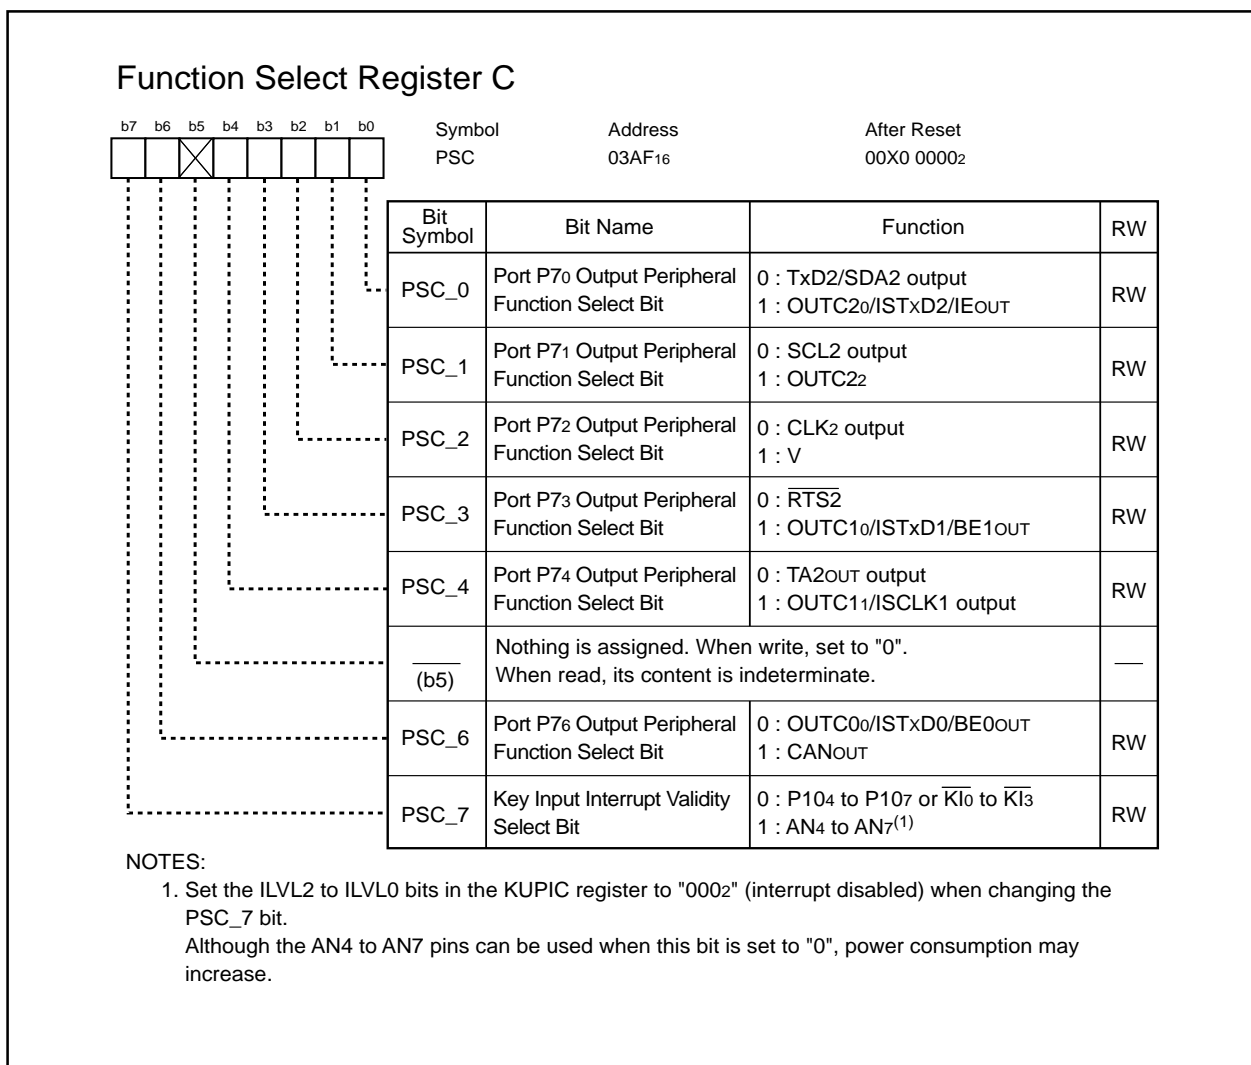 Function Select Register C
b7 b6 b5 b4 b3 b2 b1 b0
Symbol Address After Reset
PSC 03AF16 00X0 00002
Bit Symbol Bit Name Function RW
PSC_0 Port P70 Output Peripheral Function Select Bit 0 : TxD2/SDA2 output RW
1 : OUTC20/ISTxD2/IEOUT
PSC_1 Port P71 Output Peripheral Function Select Bit 0 : SCL2 output RW
1 : OUTC22
PSC_2 Port P72 Output Peripheral Function Select Bit 0 : CLK2 output RW
1 : V
PSC_3 Port P73 Output Peripheral Function Select Bit 0 : RTS2 RW
1 : OUTC10/ISTxD1/BE1OUT
PSC_4 Port P74 Output Peripheral Function Select Bit 0 : TA2OUT output RW
1 : OUTC11/ISCLK1 output
(b5) Nothing is assigned. When write, set to "0".
When read, its content is indeterminate.
PSC_6 Port P76 Output Peripheral Function Select Bit 0 : OUTC00/ISTxD0/BE0OUT RW
1 : CANOUT
PSC_7 Key Input Interrupt Validity Select Bit 0 : P104 to P107 or KI0 to KI3 RW
1 : AN4 to AN7(1)
NOTES:
1. Set the ILVL2 to ILVL0 bits in the KUPIC register to "0002" (interrupt disabled) when changing the
PSC_7 bit.
Although the AN4 to AN7 pins can be used when this bit is set to "0", power consumption may
increase.